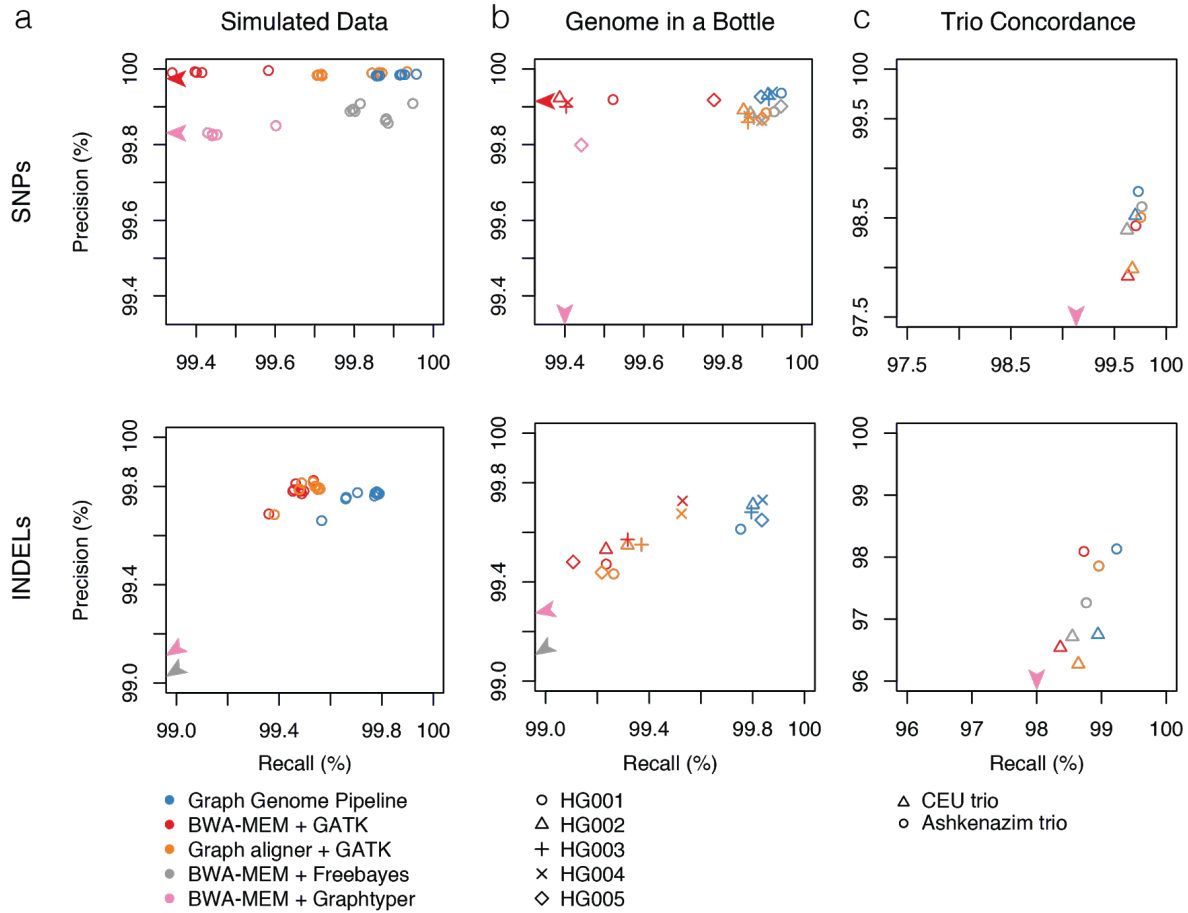 a Simulated Data
b Genome in a Bottle
c Trio Concordance
SNPs
Precision (%)
100
99.8
99.6
99.4
99.4 99.6 99.8 100
100
99.8
99.6
99.4
99.4 99.6 99.8 100
100
99.5
98.5
97.5
97.5 98.5 99.5 100
INDELs
Precision (%)
100
99.8
99.4
99.0
99.0 99.4 99.8 100
Recall (%)
100
99.8
99.4
99.0
99.0 99.4 99.8 100
Recall (%)
100
99
98
97
96
96 97 98 99 100
Recall (%)
Graph Genome Pipeline
BWA-MEM + GATK
Graph aligner + GATK
BWA-MEM + Freebayes
BWA-MEM + Graphtyper
HG001
HG002
HG003
HG004
HG005
CEU trio
Ashkenazim trio